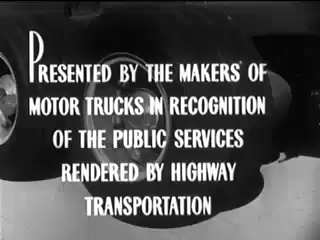 PRESENTED BY THE MAKERS OF
MOTOR TRUCKS IN RECOGNITION
OF THE PUBLIC SERVICES
RENDERED BY HIGHWAY
TRANSPORTATION